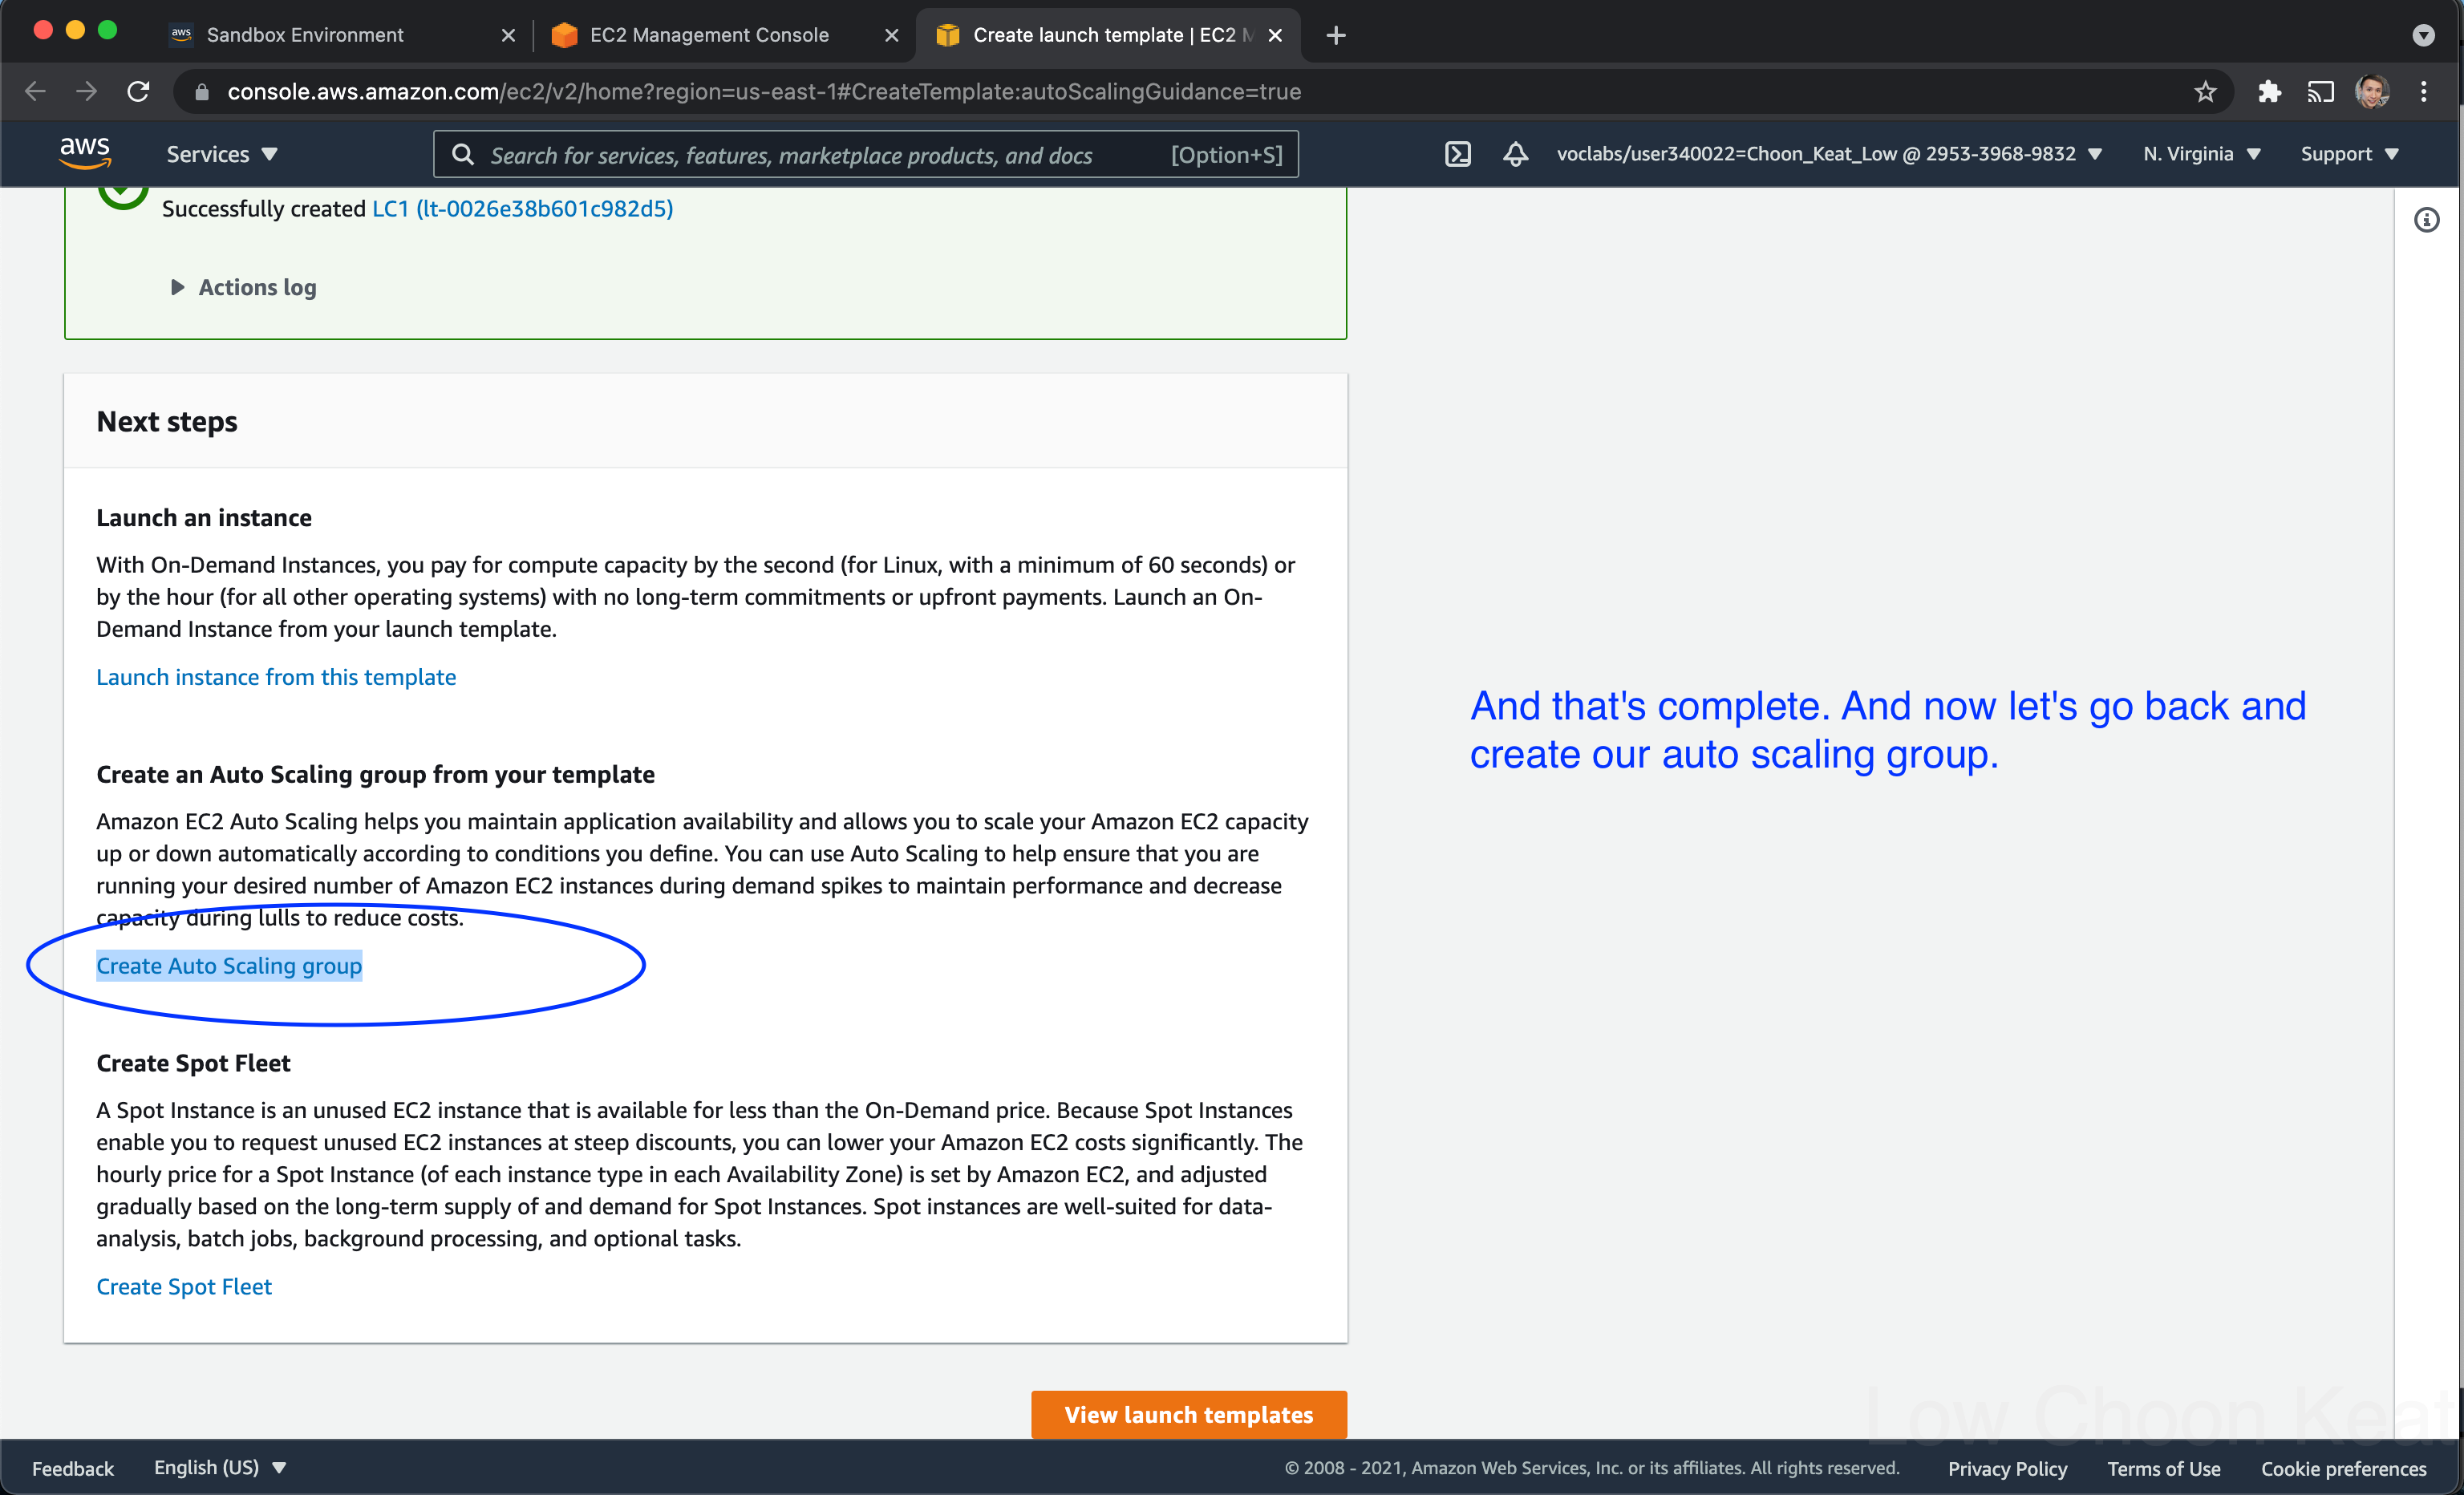 aws Sandbox Environment
EC2 Management Console
Create launch template | EC2 M
console.aws.amazon.com/ec2/v2/home?region=us-east-1#CreateTemplate:autoScalingGuidance=true
aws
Services
Search for services, features, marketplace products, and docs [Option+S]
voclabs/user340022=Choon_Keat_Low @ 2953-3968-9832
N. Virginia
Support
Successfully created LC1 (lt-0026e38b601c982d5)
Actions log
Next steps
Launch an instance
With On-Demand Instances, you pay for compute capacity by the second (for Linux, with a minimum of 60 seconds) or
by the hour (for all other operating systems) with no long-term commitments or upfront payments. Launch an On-
Demand Instance from your launch template.
Launch instance from this template
And that's complete. And now let's go back and
create our auto scaling group.
Create an Auto Scaling group from your template
Amazon EC2 Auto Scaling helps you maintain application availability and allows you to scale your Amazon EC2 capacity
up or down automatically according to conditions you define. You can use Auto Scaling to help ensure that you are
running your desired number of Amazon EC2 instances during demand spikes to maintain performance and decrease
capacity during lulls to reduce costs.
Create Auto Scaling group
Create Spot Fleet
A Spot Instance is an unused EC2 instance that is available for less than the On-Demand price. Because Spot Instances
enable you to request unused EC2 instances at steep discounts, you can lower your Amazon EC2 costs significantly. The
hourly price for a Spot Instance (of each instance type in each Availability Zone) is set by Amazon EC2, and adjusted
gradually based on the long-term supply of and demand for Spot Instances. Spot instances are well-suited for data-
analysis, batch jobs, background processing, and optional tasks.
Create Spot Fleet
View launch templates
Low Choon Keat
Feedback
English (US)
© 2008 - 2021, Amazon Web Services, Inc. or its affiliates. All rights reserved.
Privacy Policy
Terms of Use
Cookie preferences